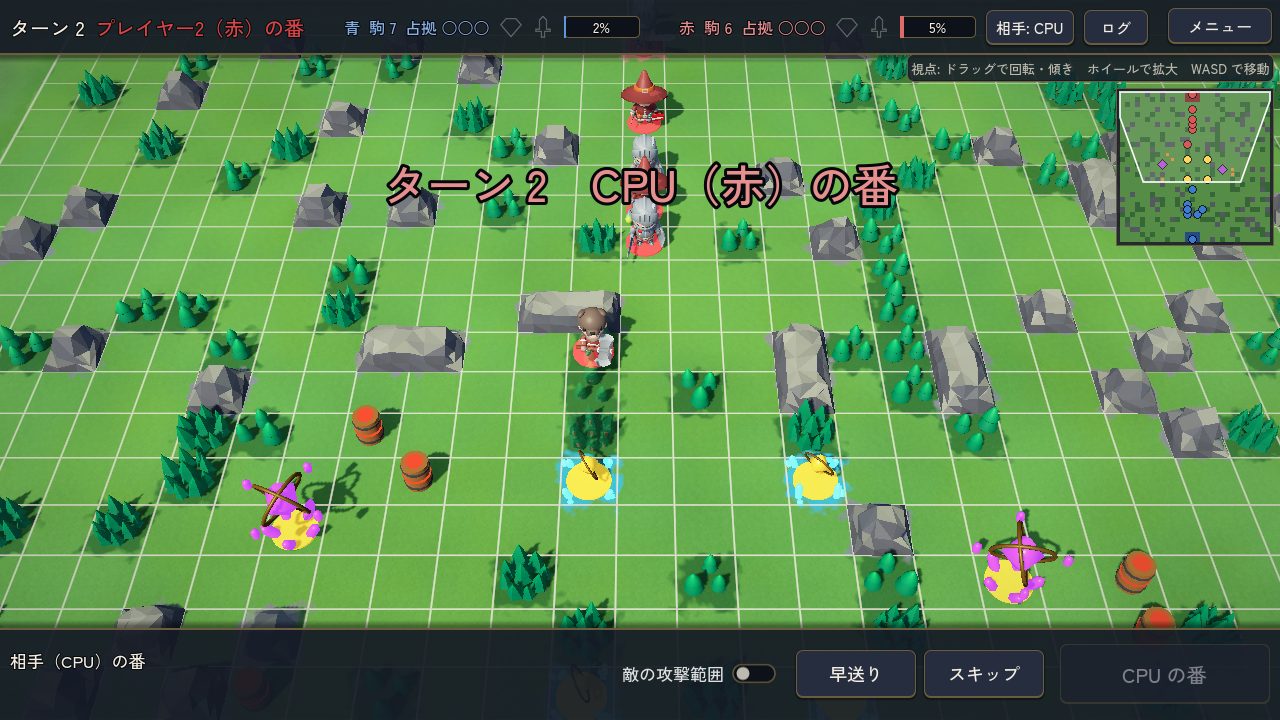 ターン 2 プレイヤー2（赤）の番 青 駒 7 占拠 〇〇〇 2% 赤 駒 6 占拠 〇〇〇 5% 相手: CPU ログ メニュー
視点: ドラッグで回転・傾き ホイールで拡大 WASD で移動
ターン 2 CPU（赤）の番
相手（CPU）の番
敵の攻撃範囲 早送り スキップ CPU の番